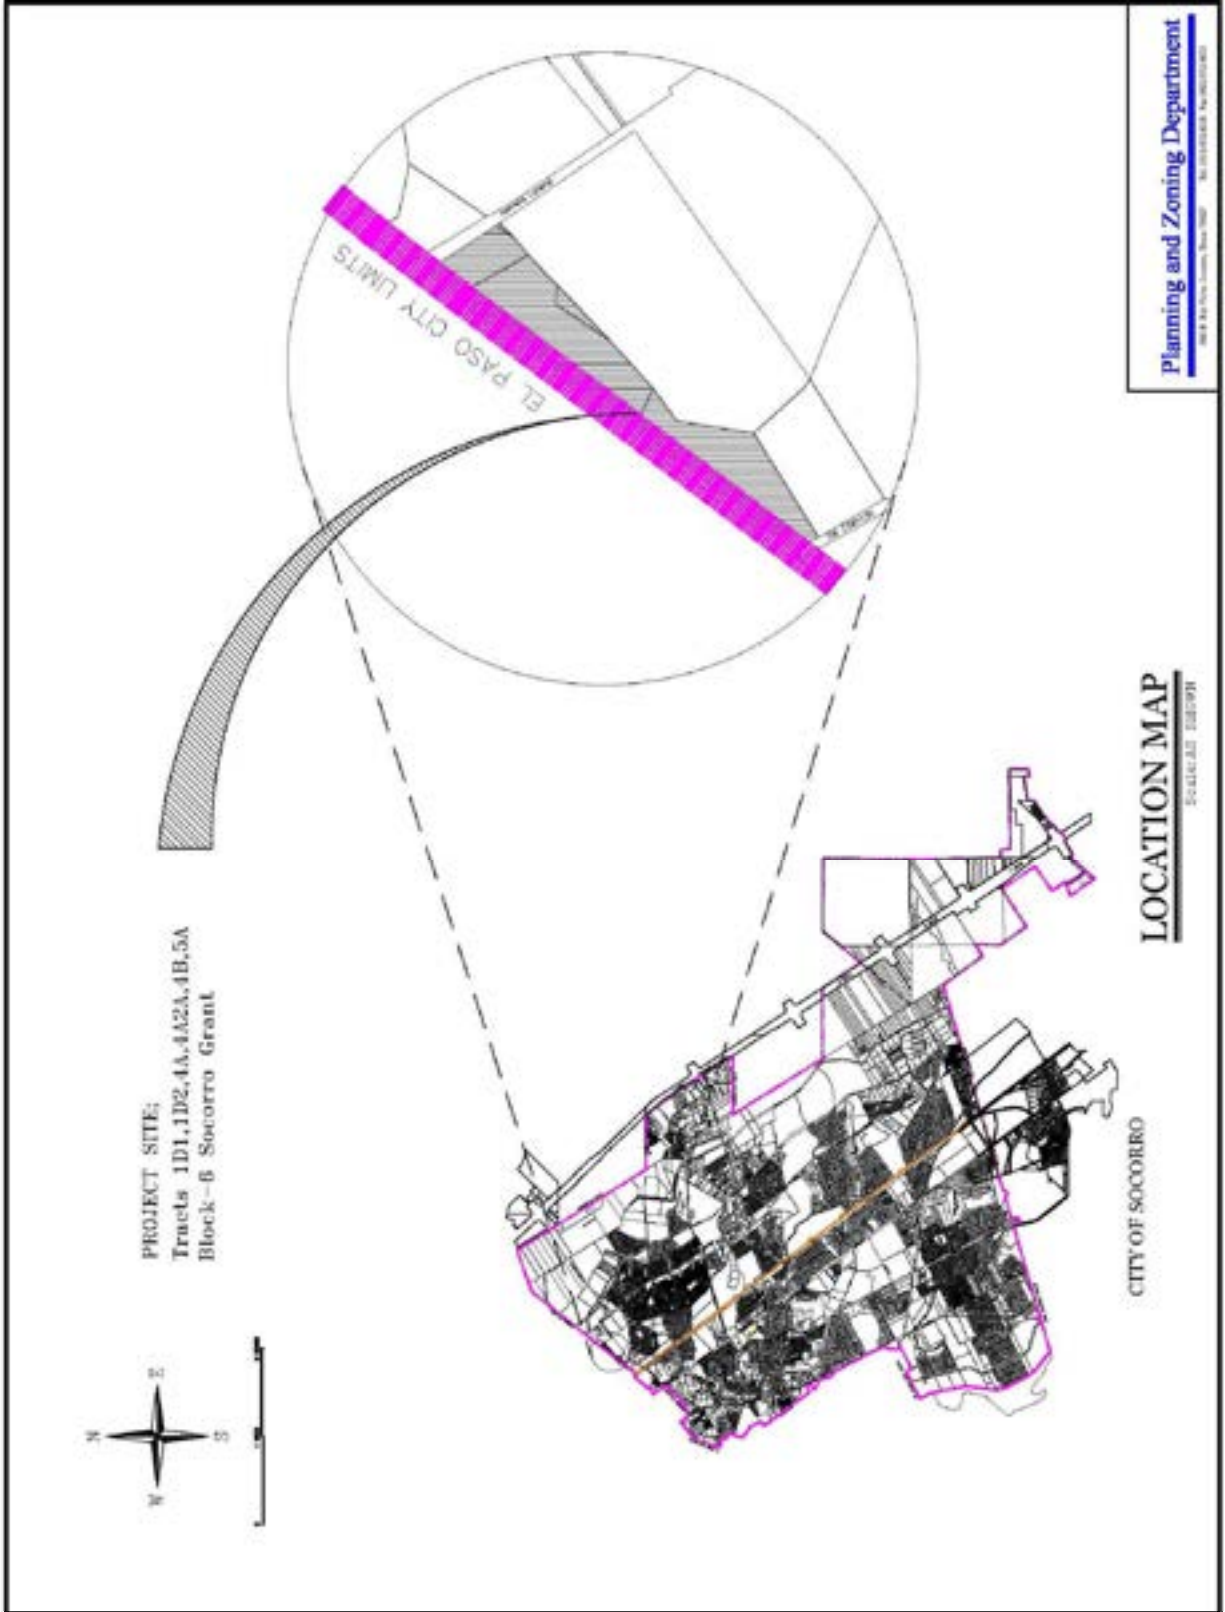 N
W
E
S
PROJECT SITE;
Tracts 1D1,1D2,4A,4A2A,4B,5A
Block-6 Socorro Grant
EL PASO CITY LIMITS
CITY OF SOCORRO
LOCATION MAP
Planning and Zoning Department